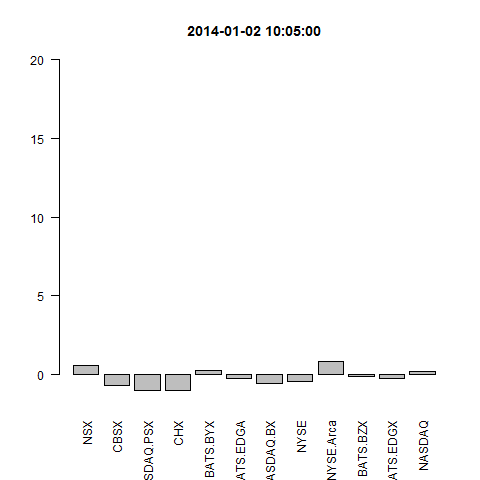 2014-01-02 10:05:00
20
15
10
5
0
NSX
CBSX
SDAQ.PSX
CHX
BATS.BYX
ATS.EDGA
ASDAQ.BX
NYSE
NYSE.Arca
BATS.BZX
ATS.EDGX
NASDAQ